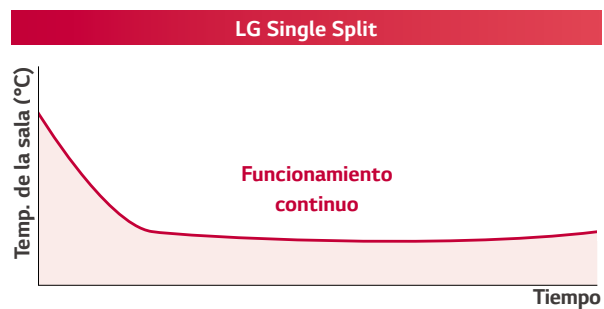 LG Single Split
Temp. de la sala (°C)
Funcionamiento
continuo
Tiempo